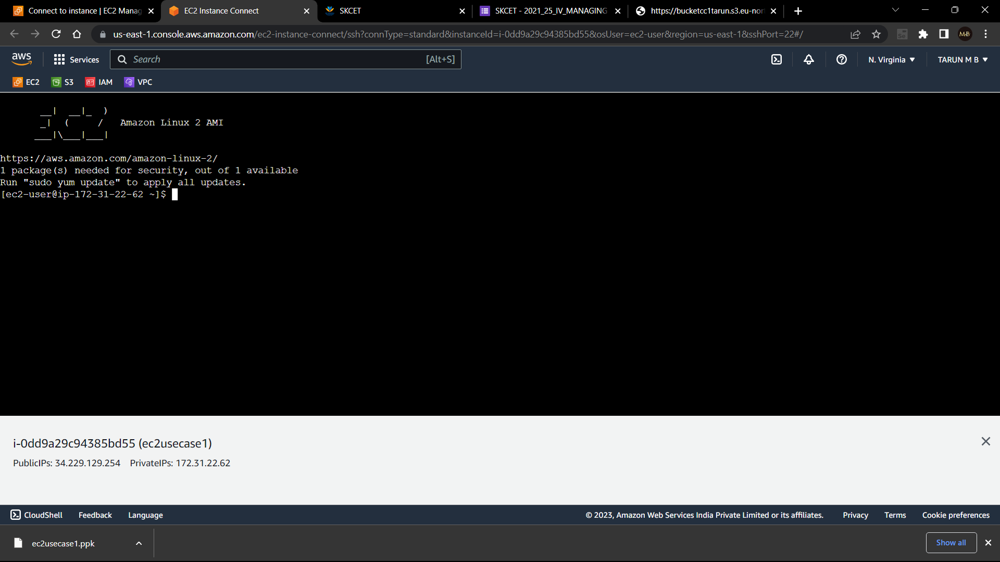 Connect to instance | EC2 Manag
EC2 Instance Connect
SKCET
SKCET - 2021_25_IV_MANAGING
https://bucketcc1tarun.s3.eu-nor
us-east-1.console.aws.amazon.com/ec2-instance-connect/ssh?connType=standard&instanceId=i-0dd9a29c94385bd55&osUser=ec2-user&region=us-east-1&sshPort=22#/
Se
MB
aws
Services
Search
[Alt+S]
N. Virginia
TARUN M B
EC2
S3
IAM
VPC
__|  __|_  )
_|  (     /   Amazon Linux 2 AMI
___|\___|___|
https://aws.amazon.com/amazon-linux-2/
1 package(s) needed for security, out of 1 available
Run "sudo yum update" to apply all updates.
[ec2-user@ip-172-31-22-62 ~]$
i-0dd9a29c94385bd55 (ec2usecase1)
PublicIPs: 34.229.129.254 PrivateIPs: 172.31.22.62
CloudShell
Feedback
Language
© 2023, Amazon Web Services India Private Limited or its affiliates.
Privacy
Terms
Cookie preferences
ec2usecase1.ppk
Show all